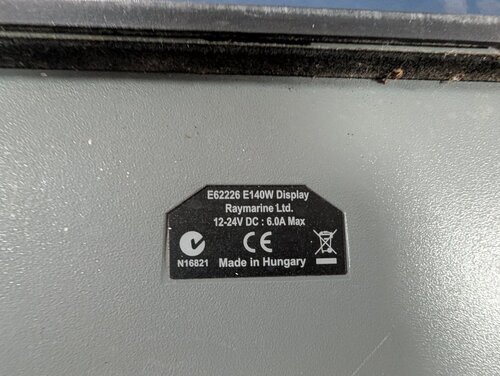 E62226 E140W Display
Raymarine Ltd.
12-24V DC : 6.0A Max
CE
N16821
Made in Hungary